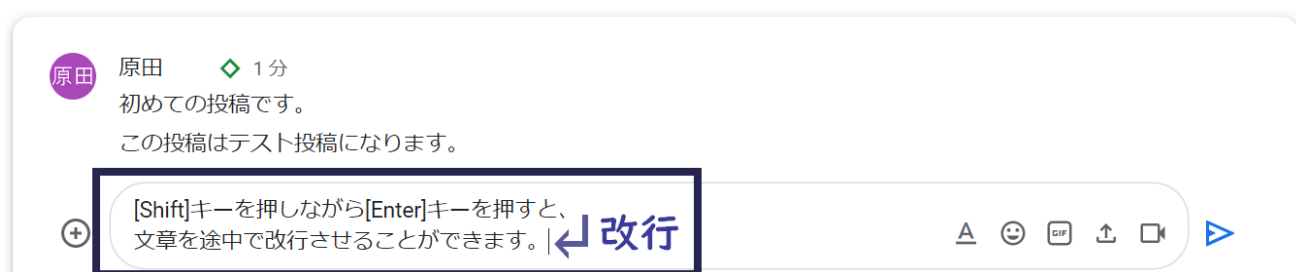 原田
原田 1 分
初めての投稿です。
この投稿はテスト投稿になります。
[Shift]キーを押しながら[Enter]キーを押すと、
文章を途中で改行させることができます。
改行
A
GIF